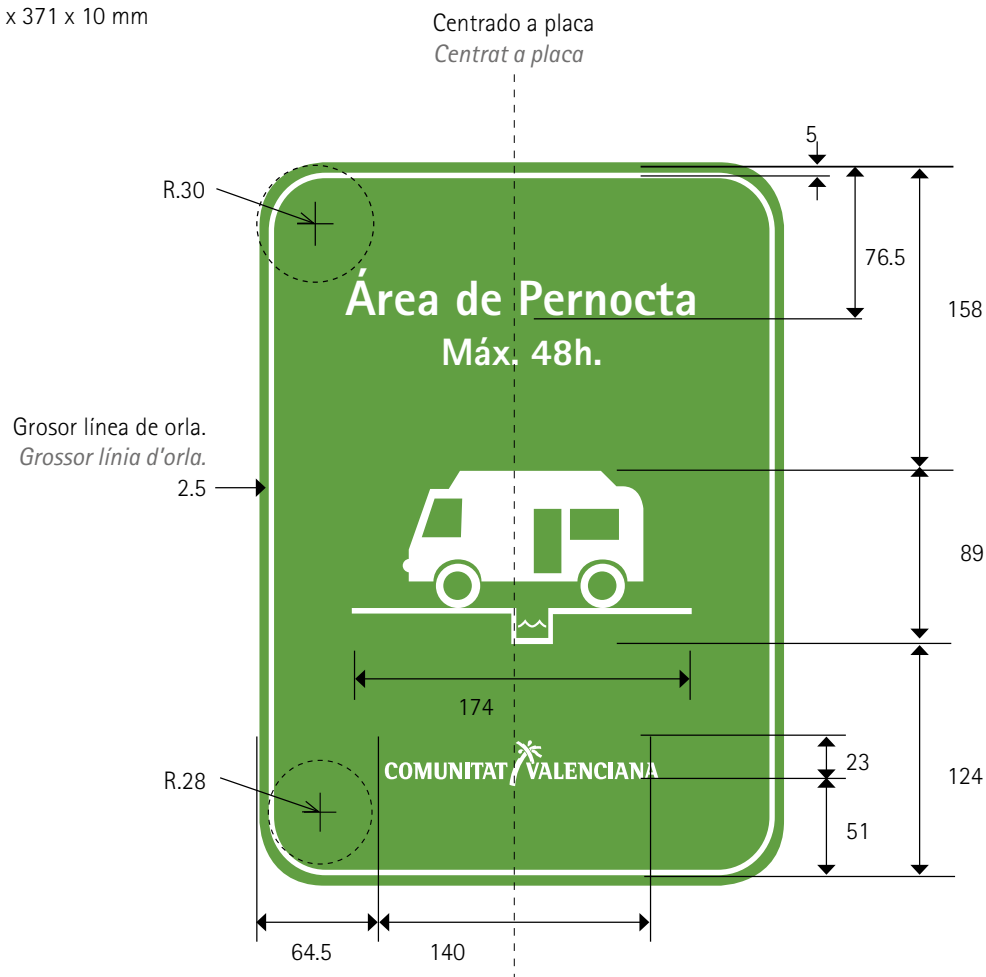 x 371 x 10 mm
Centrado a placa
Centrat a placa
5
R.30
76.5
158
Área de Pernocta
Máx. 48h.
Grosor línea de orla.
Grossor línia d'orla.
2.5
89
174
COMUNITAT VALENCIANA
R.28
23
124
51
64.5
140